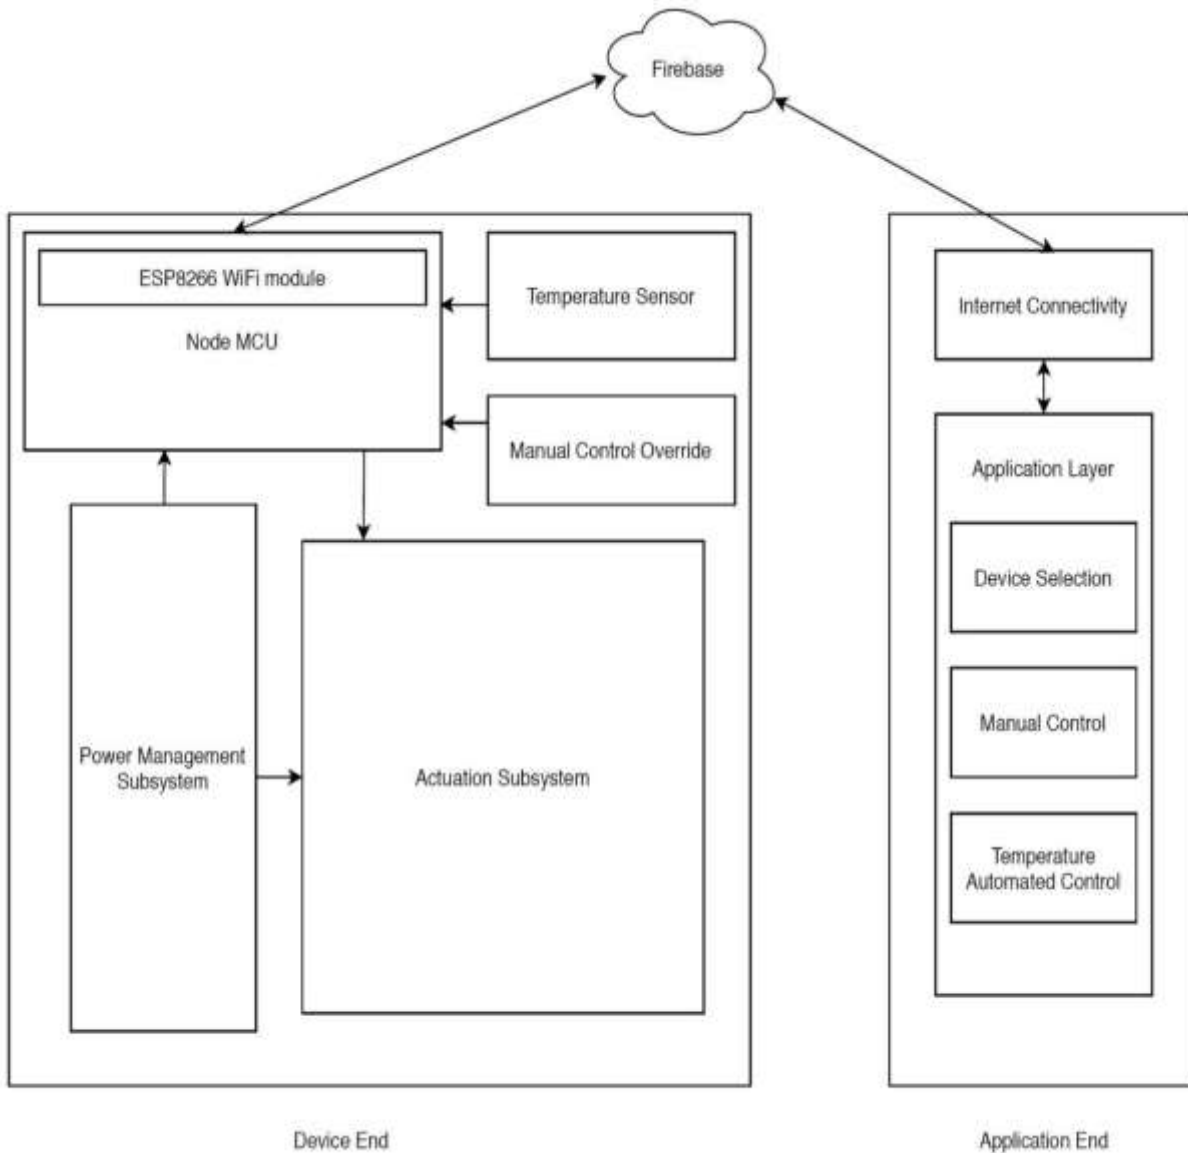 Firebase
ESP8266 WiFi module
Node MCU
Temperature Sensor
Manual Control Override
Power Management
Subsystem
Actuation Subsystem
Device End
Internet Connectivity
Application Layer
Device Selection
Manual Control
Temperature
Automated Control
Application End